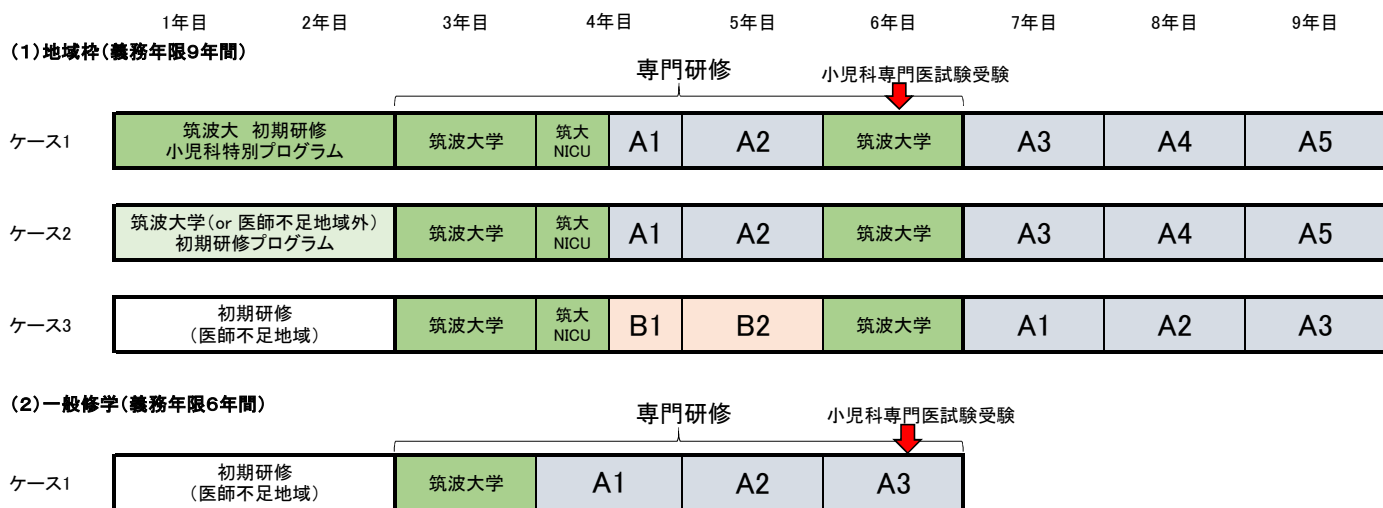 1年目 2年目 3年目 4年目 5年目 6年目 7年目 8年目 9年目
(1)地域枠(義務年限9年間)
専門研修 小児科専門医試験受験
ケース1
筑波大 初期研修
小児科特別プログラム
筑波大学
筑大
NICU
A1
A2
筑波大学
A3
A4
A5
ケース2
筑波大学(or 医師不足地域外)
初期研修プログラム
筑波大学
筑大
NICU
A1
A2
筑波大学
A3
A4
A5
ケース3
初期研修
(医師不足地域)
筑波大学
筑大
NICU
B1
B2
筑波大学
A1
A2
A3
(2)一般修学(義務年限6年間)
専門研修 小児科専門医試験受験
ケース1
初期研修
(医師不足地域)
筑波大学
A1
A2
A3